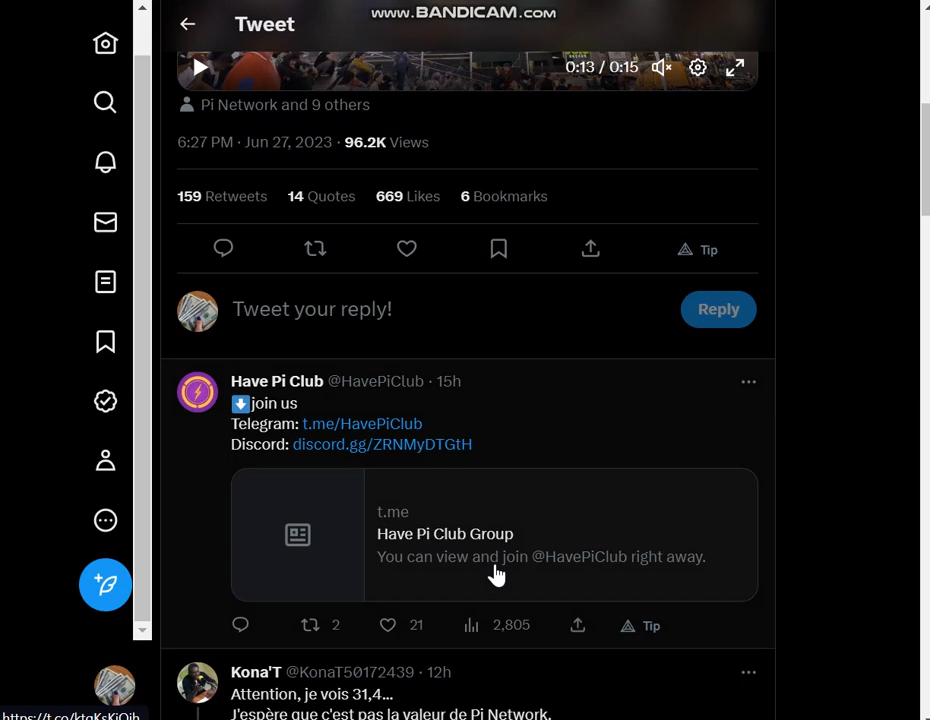 www.BANDICAM.com
Tweet
0:13 / 0:15
Pi Network and 9 others
6:27 PM · Jun 27, 2023 · 96.2K Views
159 Retweets 14 Quotes 669 Likes 6 Bookmarks
Tip
Tweet your reply!
Reply
Have Pi Club @HavePiClub · 15h
join us
Telegram: t.me/HavePiClub
Discord: discord.gg/ZRNMyDTGtH
t.me
Have Pi Club Group
You can view and join @HavePiClub right away.
2 21 2,805 Tip
Kona'T @KonaT50172439 · 12h
Attention, je vois 31,4...
J'espère que c'est pas la valeur de Pi Network.